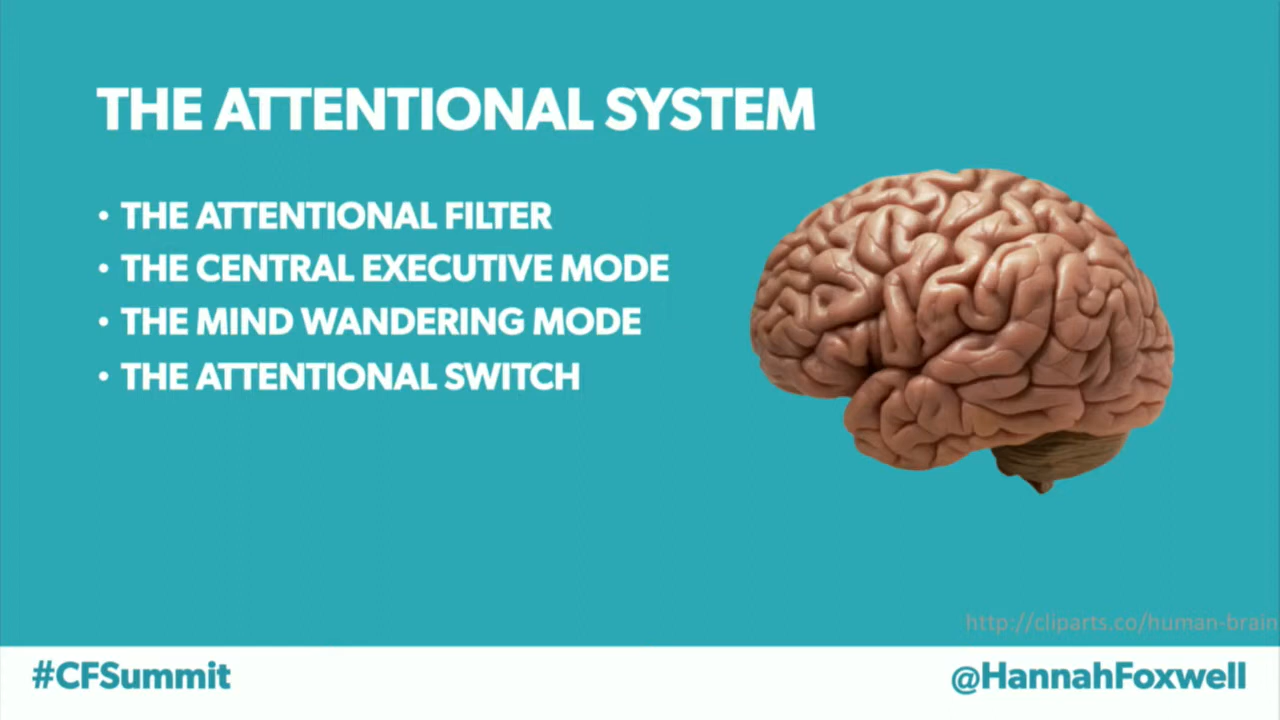 THE ATTENTIONAL SYSTEM
• THE ATTENTIONAL FILTER
• THE CENTRAL EXECUTIVE MODE
• THE MIND WANDERING MODE
• THE ATTENTIONAL SWITCH
http://cliparts.co/human-brain
#CFSummit
@HannahFoxwell